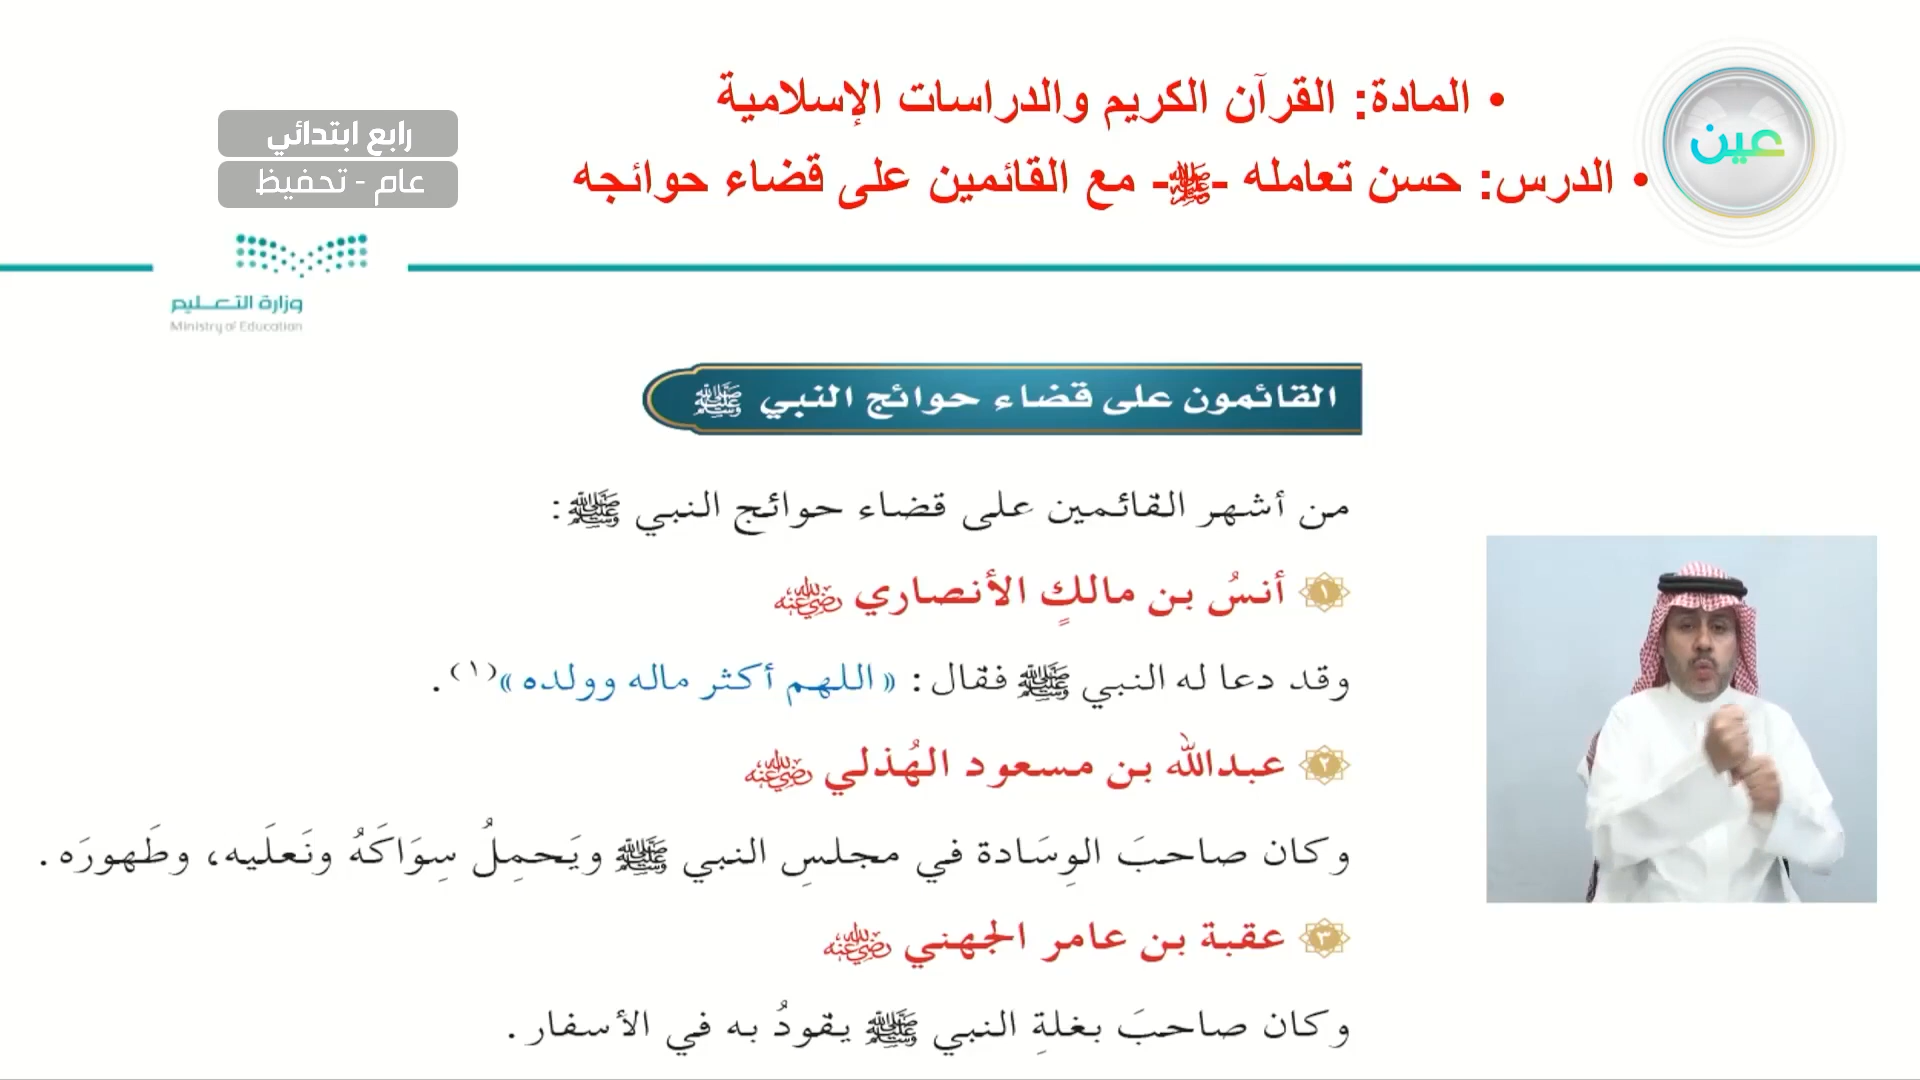 • المادة: القرآن الكريم والدراسات الإسلامية
• الدرس: حسن تعامله -ﷺ- مع القائمين على قضاء حوائجه
عين
رابع ابتدائي
عام - تحفيظ
وزارة التعليم
Ministry of Education
القائمون على قضاء حوائج النبي ﷺ
من أشهر القائمين على قضاء حوائج النبي ﷺ:
١ أنسُ بن مالكٍ الأنصاري رضي الله عنه
وقد دعا له النبي ﷺ فقال: «اللهم أكثر ماله وولده»(١).
٢ عبدالله بن مسعود الهُذلي رضي الله عنه
وكان صاحبَ الوِسَادة في مجلسِ النبي ﷺ ويَحمِلُ سِوَاكَهُ ونَعلَيه، وطَهورَه.
٣ عقبة بن عامر الجهني رضي الله عنه
وكان صاحبَ بغلةِ النبي ﷺ يقودُ به في الأسفار.